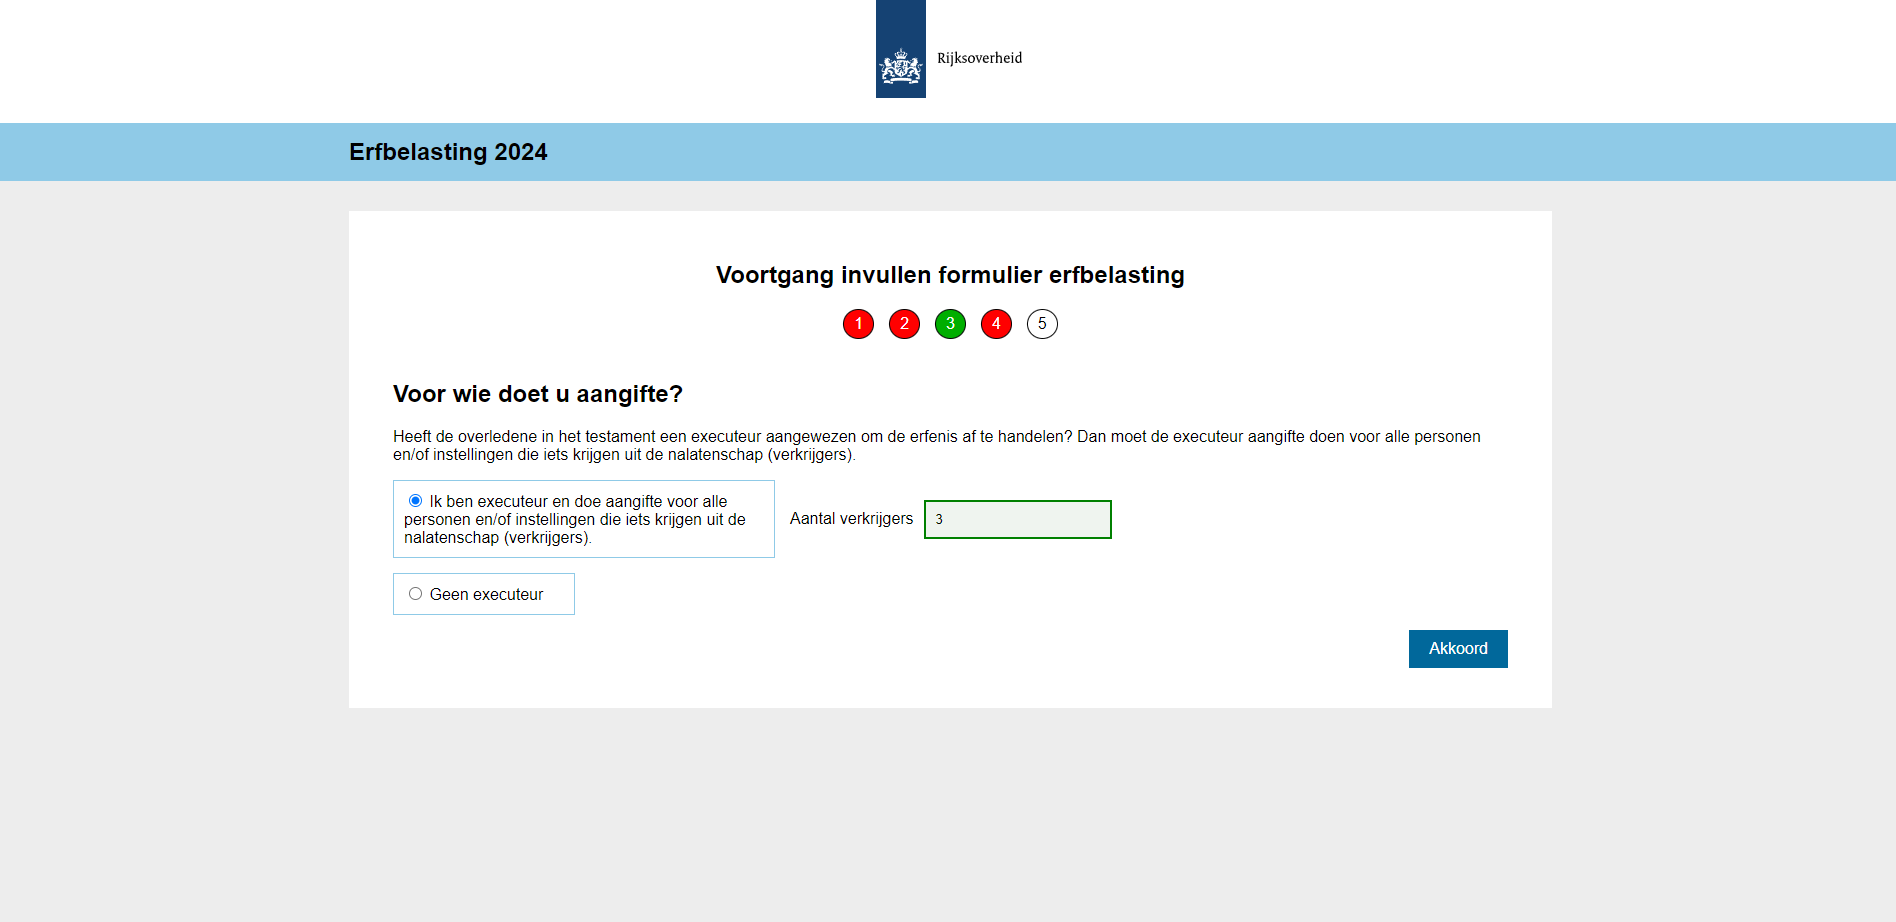 Rijksoverheid
Erfbelasting 2024
Voortgang invullen formulier erfbelasting
1 2 3 4 5
Voor wie doet u aangifte?
Heeft de overledene in het testament een executeur aangewezen om de erfenis af te handelen? Dan moet de executeur aangifte doen voor alle personen
en/of instellingen die iets krijgen uit de nalatenschap (verkrijgers).
Ik ben executeur en doe aangifte voor alle
personen en/of instellingen die iets krijgen uit de
nalatenschap (verkrijgers).
Aantal verkrijgers 3
Geen executeur
Akkoord